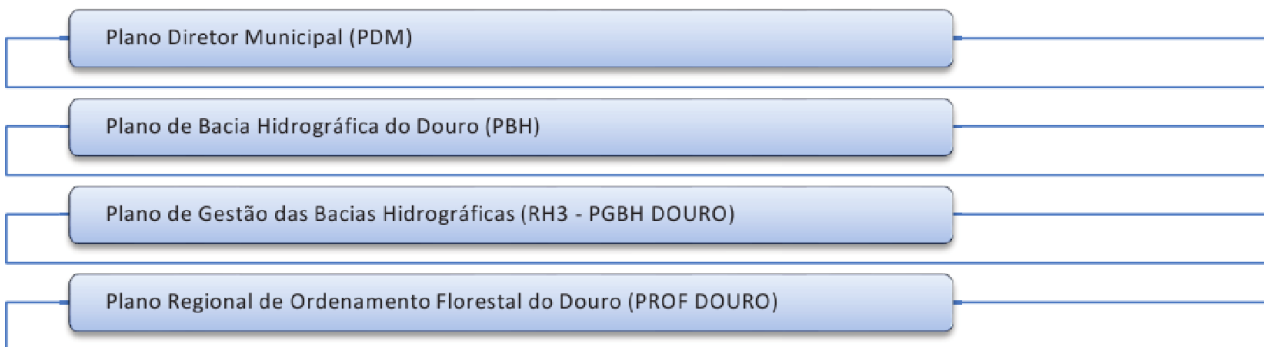 Plano Diretor Municipal (PDM)
Plano de Bacia Hidrográfica do Douro (PBH)
Plano de Gestão das Bacias Hidrográficas (RH3 - PGBH DOURO)
Plano Regional de Ordenamento Florestal do Douro (PROF DOURO)